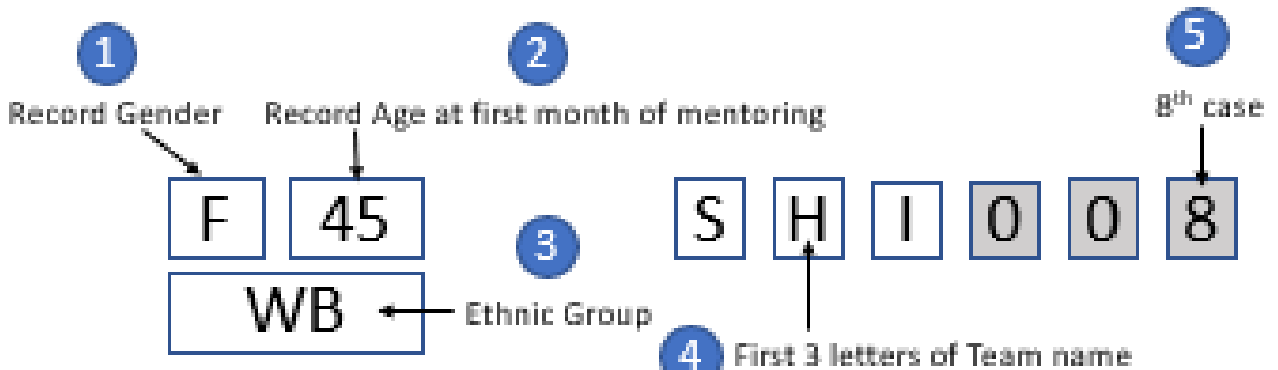 1 2 5
Record Gender Record Age at first month of mentoring 8th case
F 45 S H I 0 0 8
3
WB Ethnic Group
4 First 3 letters of Team name